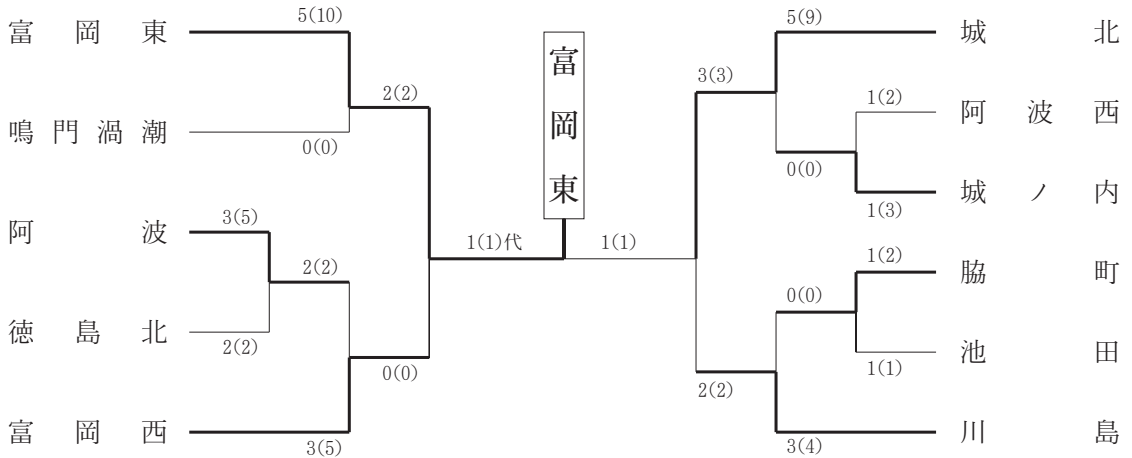 富岡東
5(10)
2(2)
鳴門渦潮
0(0)
阿波
3(5)
2(2)
徳島北
2(2)
0(0)
富岡西
3(5)
1(1)代
富岡東
1(1)
5(9)
城北
3(3)
1(2)
阿波西
0(0)
城ノ内
1(3)
1(2)
脇町
0(0)
池田
1(1)
2(2)
川島
3(4)